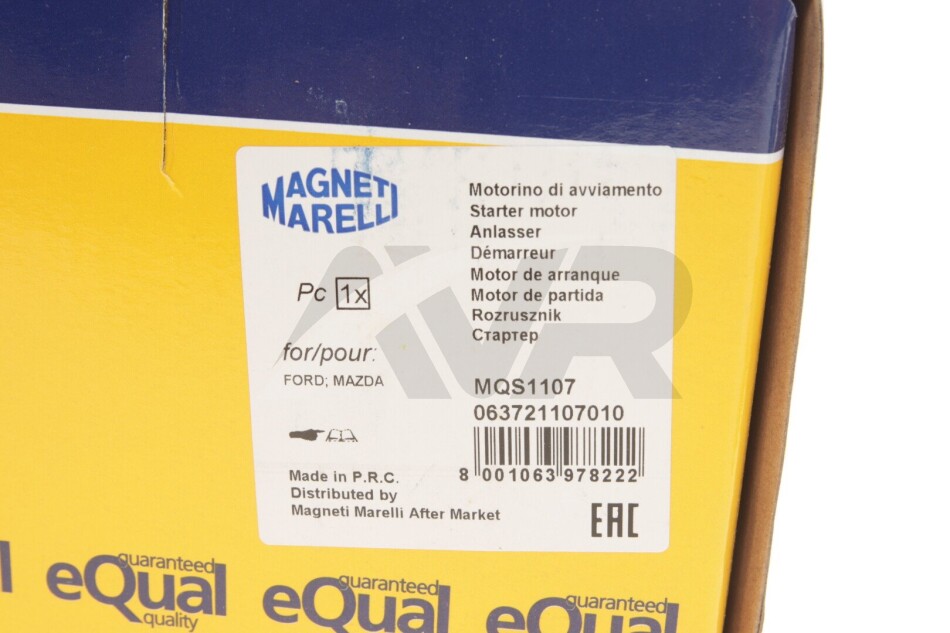 MAGNETI
MARELLI
Motorino di avviamento
Starter motor
Anlasser
Démarreur
Motor de arranque
Motor de partida
Rozrusznik
Стартер
Pc 1x
for/pour:
FORD; MAZDA
MQS1107
063721107010
8 001063 978222
Made in P.R.C.
Distributed by
Magneti Marelli After Market
EAC
guaranteed
eQual
quality
guaranteed
eQual
guaranteed
eQual